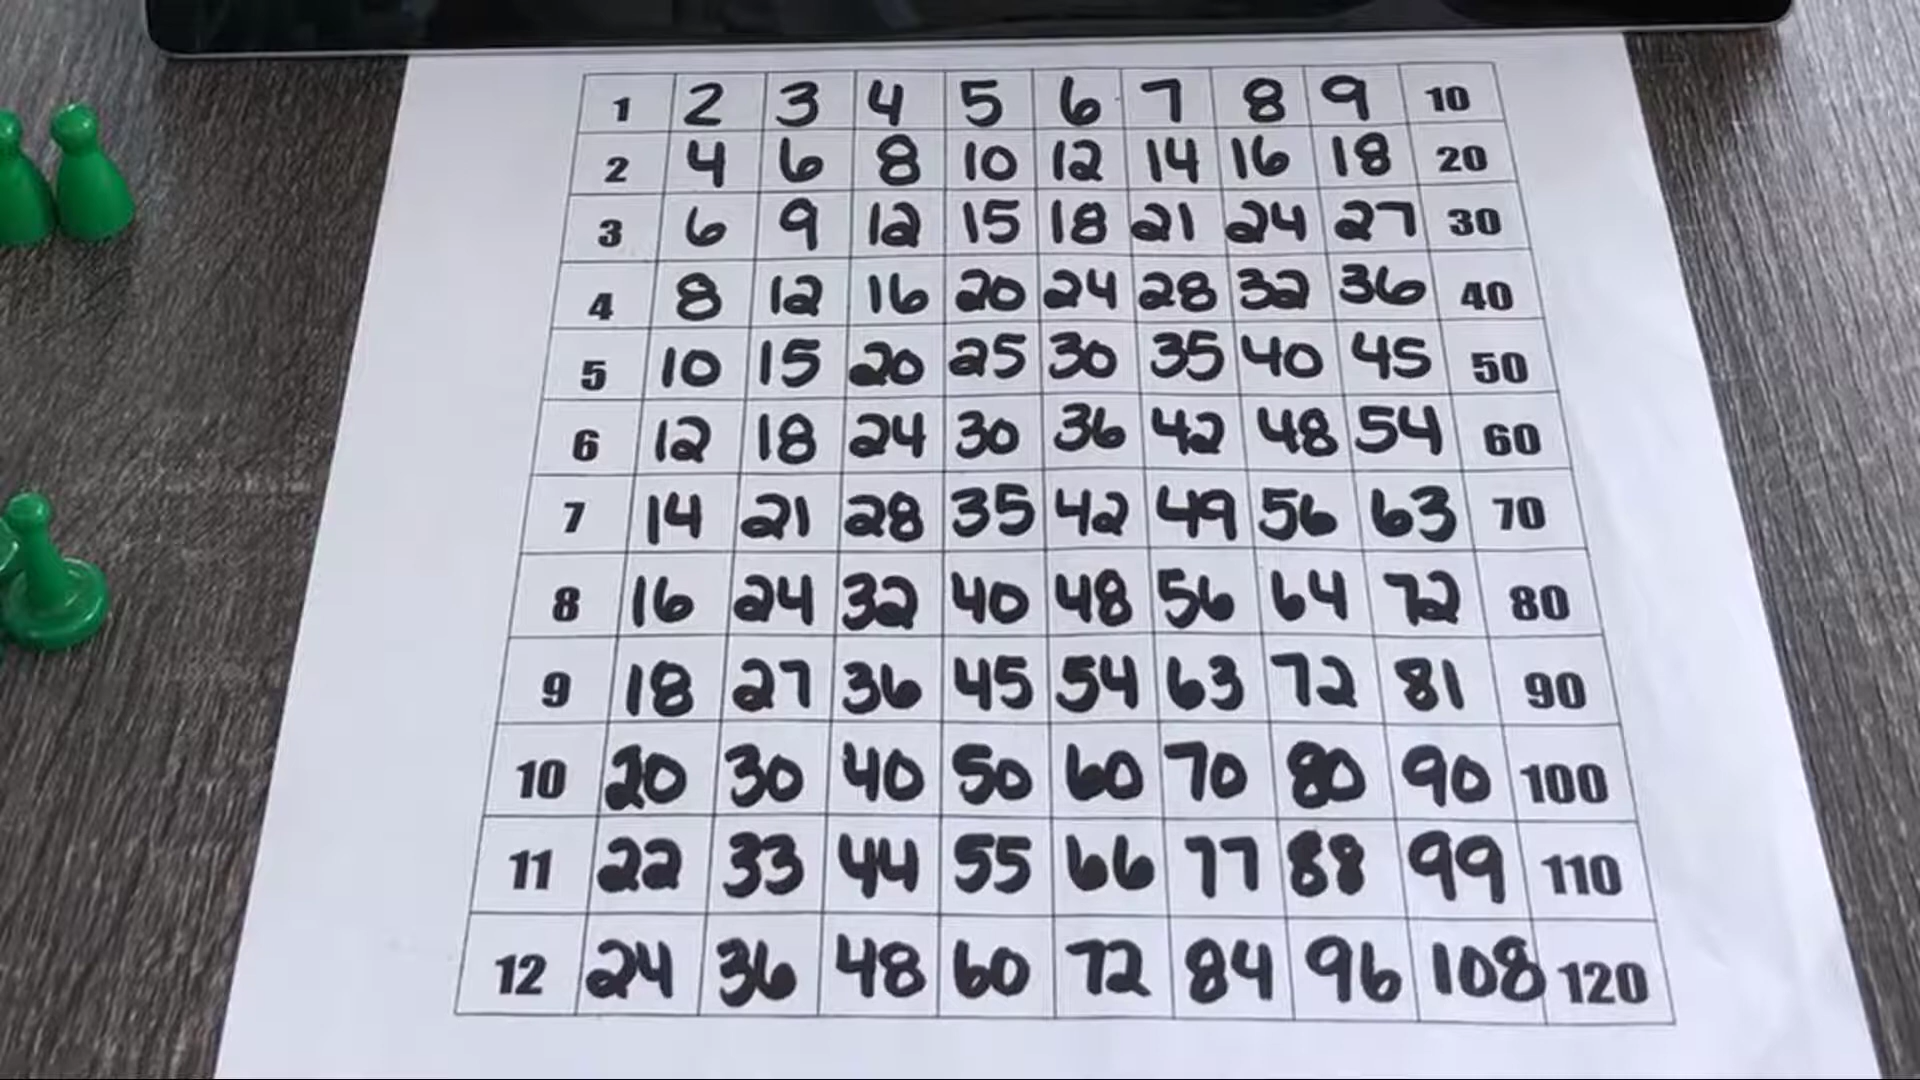 1 2 3 4 5 6 7 8 9 10
2 4 6 8 10 12 14 16 18 20
3 6 9 12 15 18 21 24 27 30
4 8 12 16 20 24 28 32 36 40
5 10 15 20 25 30 35 40 45 50
6 12 18 24 30 36 42 48 54 60
7 14 21 28 35 42 49 56 63 70
8 16 24 32 40 48 56 64 72 80
9 18 27 36 45 54 63 72 81 90
10 20 30 40 50 60 70 80 90 100
11 22 33 44 55 66 77 88 99 110
12 24 36 48 60 72 84 96 108 120